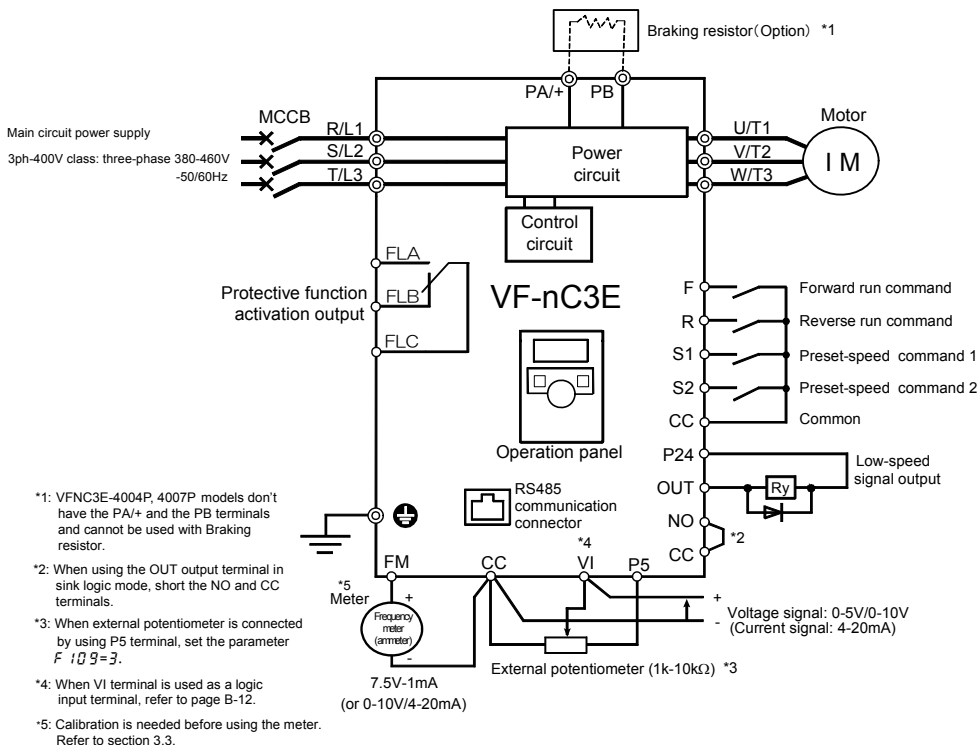 Braking resistor(Option) *1
PA/+
PB
MCCB
Motor
Main circuit power supply
R/L1
U/T1
3ph-400V class: three-phase 380-460V
S/L2
Power
circuit
V/T2
I M
-50/60Hz
T/L3
W/T3
Control
circuit
FLA
Protective function
activation output
FLB
FLC
VF-nC3E
F
Forward run command
R
Reverse run command
S1
Preset-speed command 1
S2
Preset-speed command 2
CC
Common
Operation panel
P24
Low-speed
signal output
OUT
Ry
RS485
communication
connector
NO
*2
CC
*1: VFNC3E-4004P, 4007P models don't
have the PA/+ and the PB terminals
and cannot be used with Braking
resistor.
*2: When using the OUT output terminal in
sink logic mode, short the NO and CC
terminals.
*3: When external potentiometer is connected
by using P5 terminal, set the parameter
F109=3.
*4: When VI terminal is used as a logic
input terminal, refer to page B-12.
*5: Calibration is needed before using the meter.
Refer to section 3.3.
*4
FM
CC
VI
P5
*5
Meter
+
Frequency
meter
(ammeter)
-
7.5V-1mA
(or 0-10V/4-20mA)
+
-
Voltage signal: 0-5V/0-10V
(Current signal: 4-20mA)
External potentiometer (1k-10kΩ) *3